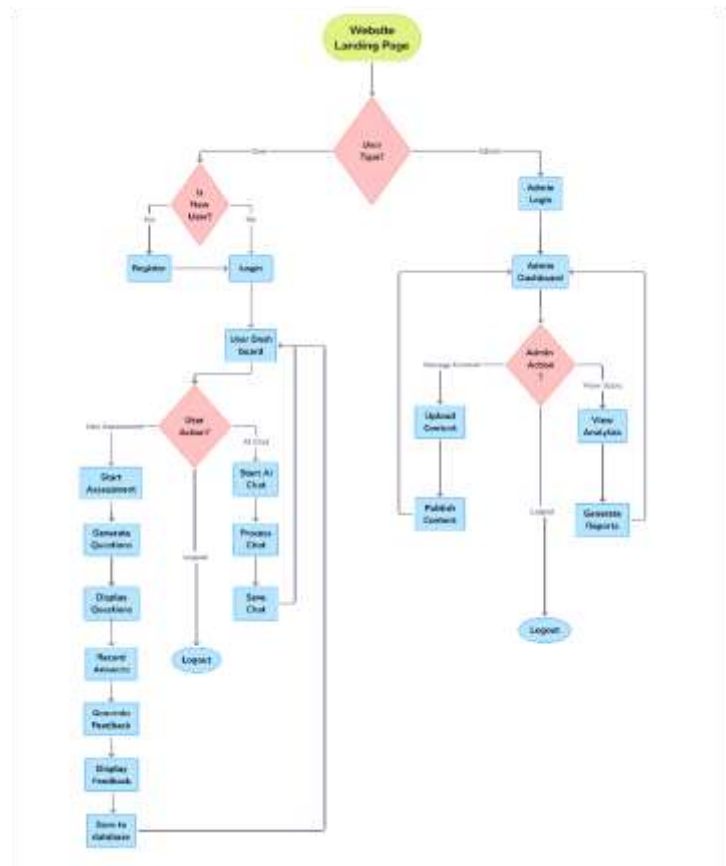 Website
Landing Page
User
Type?
User
Admin
Is
New
User?
Admin
Login
Yes
No
Register
Login
Admin
Dashboard
User Dash
board
Admin
Action
?
User
Action?
AI Chat
Upload
Content
View
Analytics
Start
Assessment
Start AI
Chat
Publish
Content
Logout
Generate
Reports
Generate
Questions
Process
Chat
Logout
Display
Questions
Save
Chat
Logout
Logout
Record
Answers
Generate
Feedback
Display
Feedback
Save to
database